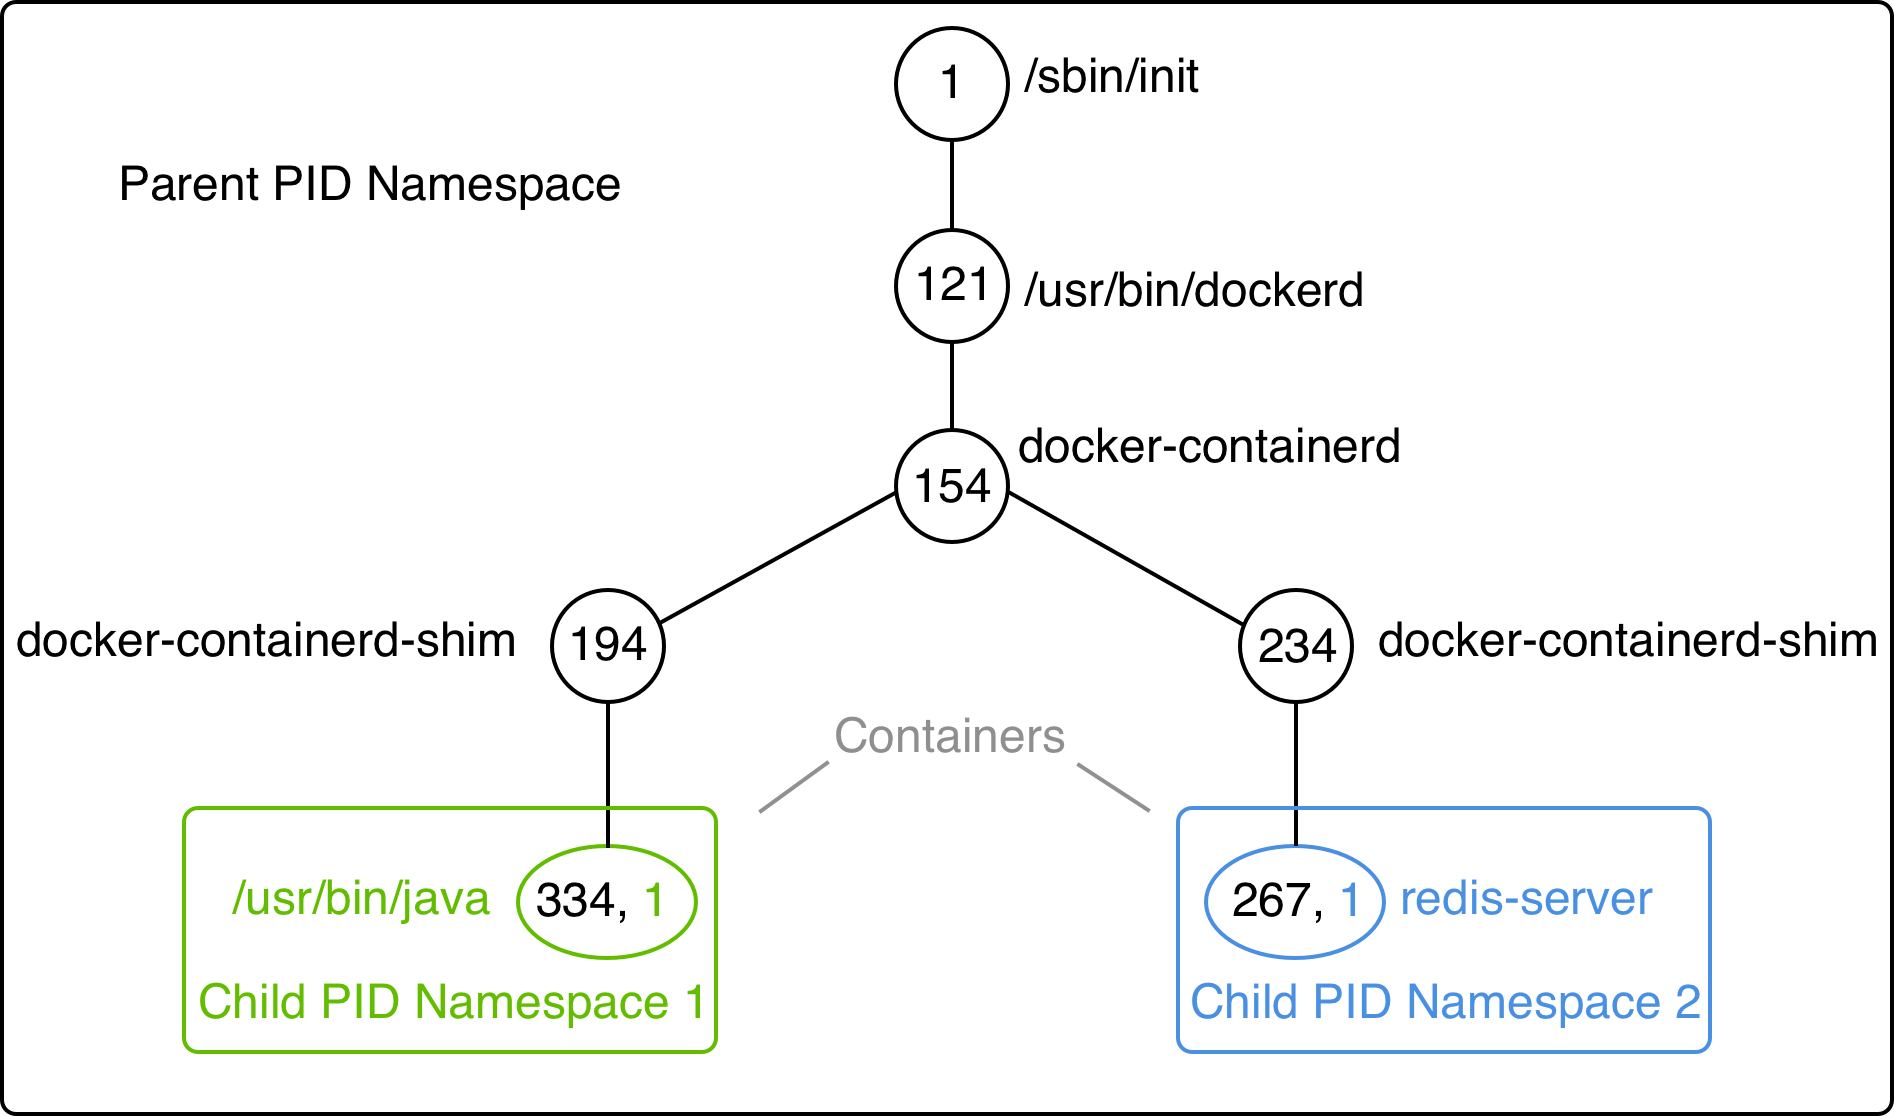 1 /sbin/init
Parent PID Namespace
121 /usr/bin/dockerd
docker-containerd
154
docker-containerd-shim 194
234 docker-containerd-shim
Containers
/usr/bin/java 334, 1
Child PID Namespace 1
267, 1 redis-server
Child PID Namespace 2